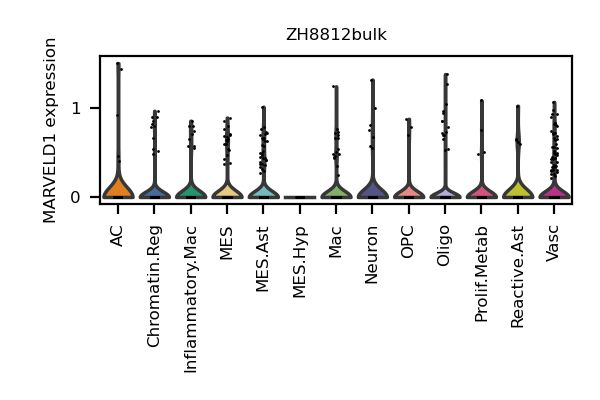 ZH8812bulk
MARVELD1 expression
1
0
AC
Chromatin.Reg
Inflammatory.Mac
MES
MES.Ast
MES.Hyp
Mac
Neuron
OPC
Oligo
Prolif.Metab
Reactive.Ast
Vasc